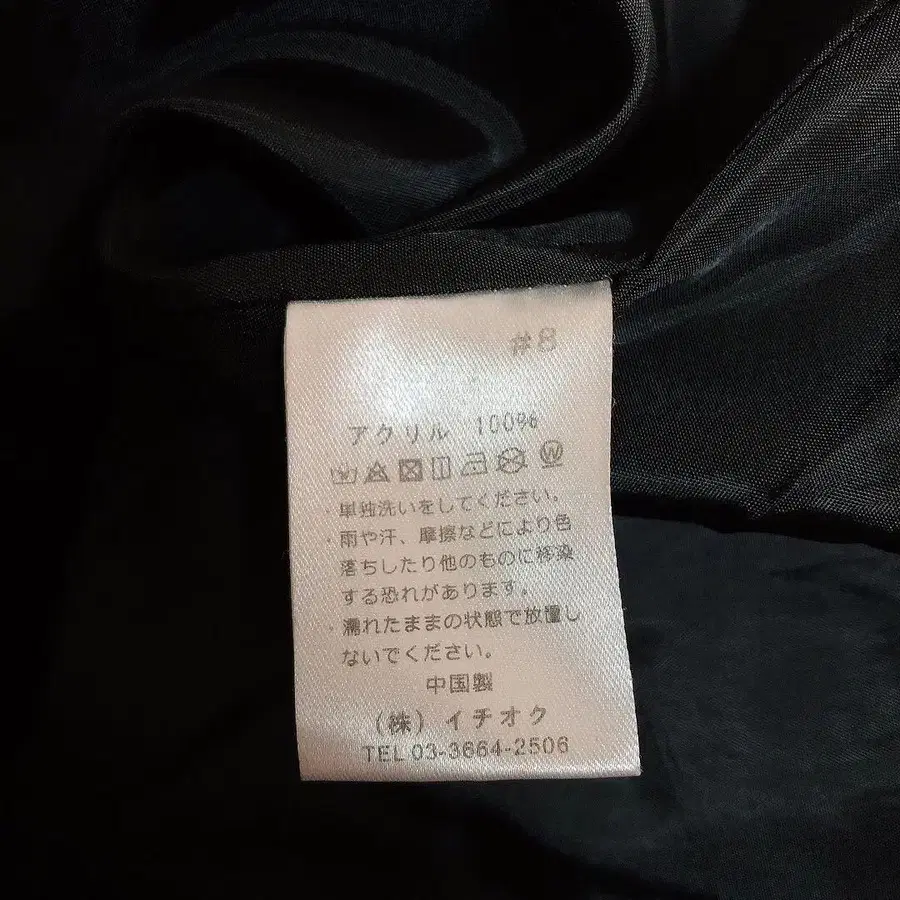 #8
アクリル 100%
W
・単独洗いをしてください。
・雨や汗、摩擦などにより色
落ちしたり他のものに移染
する恐れがあります。
・濡れたままの状態で放置し
ないでください。
中国製
(株) イチオク
TEL 03-3664-2506